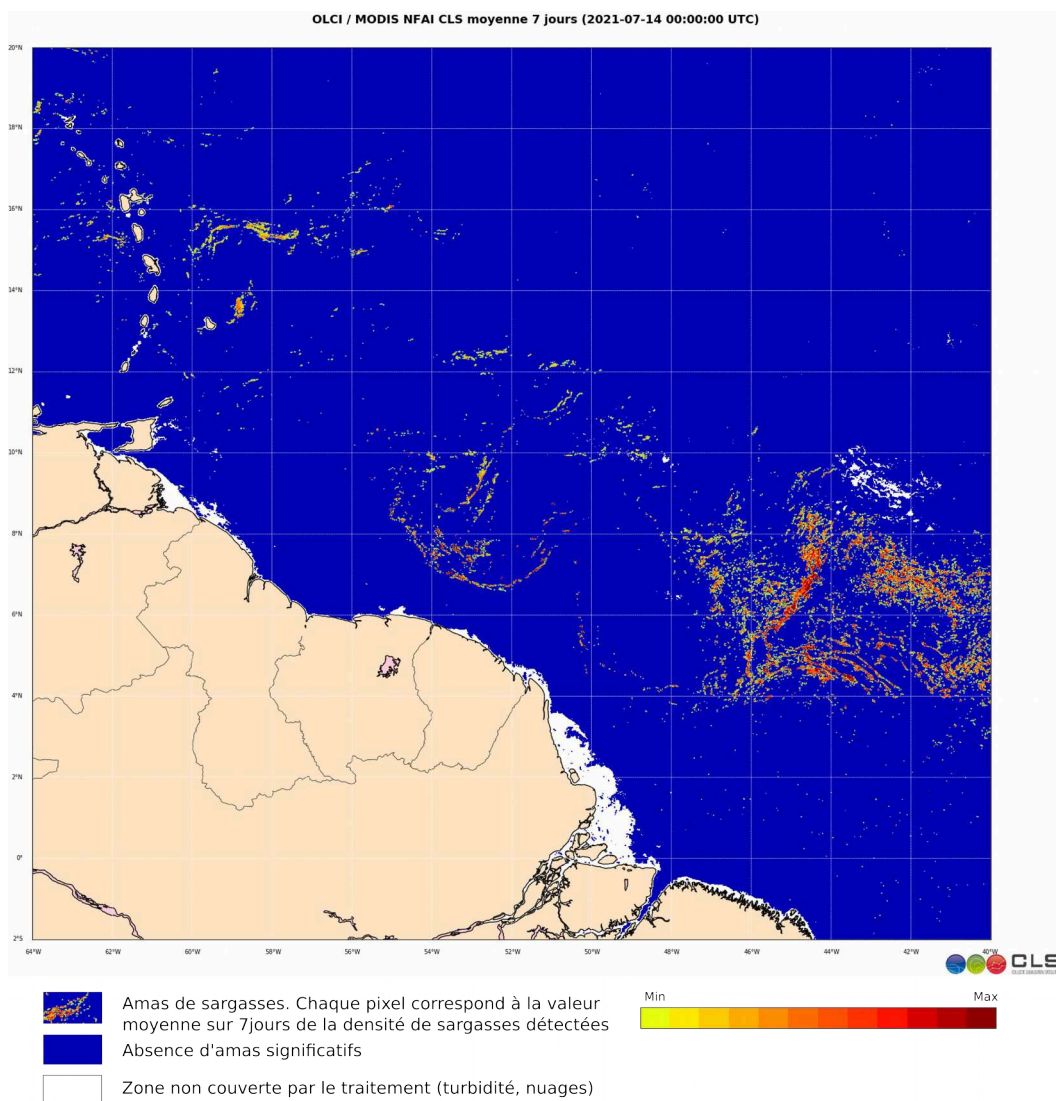 OLCI / MODIS NFAI CLS moyenne 7 jours (2021-07-14 00:00:00 UTC)
20°N
18°N
16°N
14°N
12°N
10°N
8°N
6°N
4°N
2°N
0°
2°S
64°W 62°W 60°W 58°W 56°W 54°W 52°W 50°W 48°W 46°W 44°W 42°W 40°W
CLS
Amas de sargasses. Chaque pixel correspond à la valeur
moyenne sur 7jours de la densité de sargasses détectées
Min Max
Absence d'amas significatifs
Zone non couverte par le traitement (turbidité, nuages)